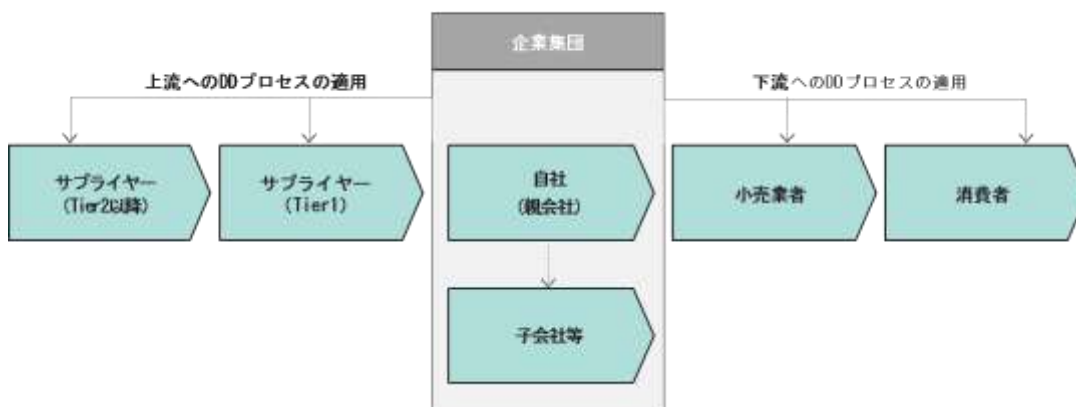 企業集団
上流へのDDプロセスの適用
下流へのDDプロセスの適用
サプライヤー
(Tier2以降)
サプライヤー
(Tier1)
自社
(親会社)
小売業者
消費者
子会社等